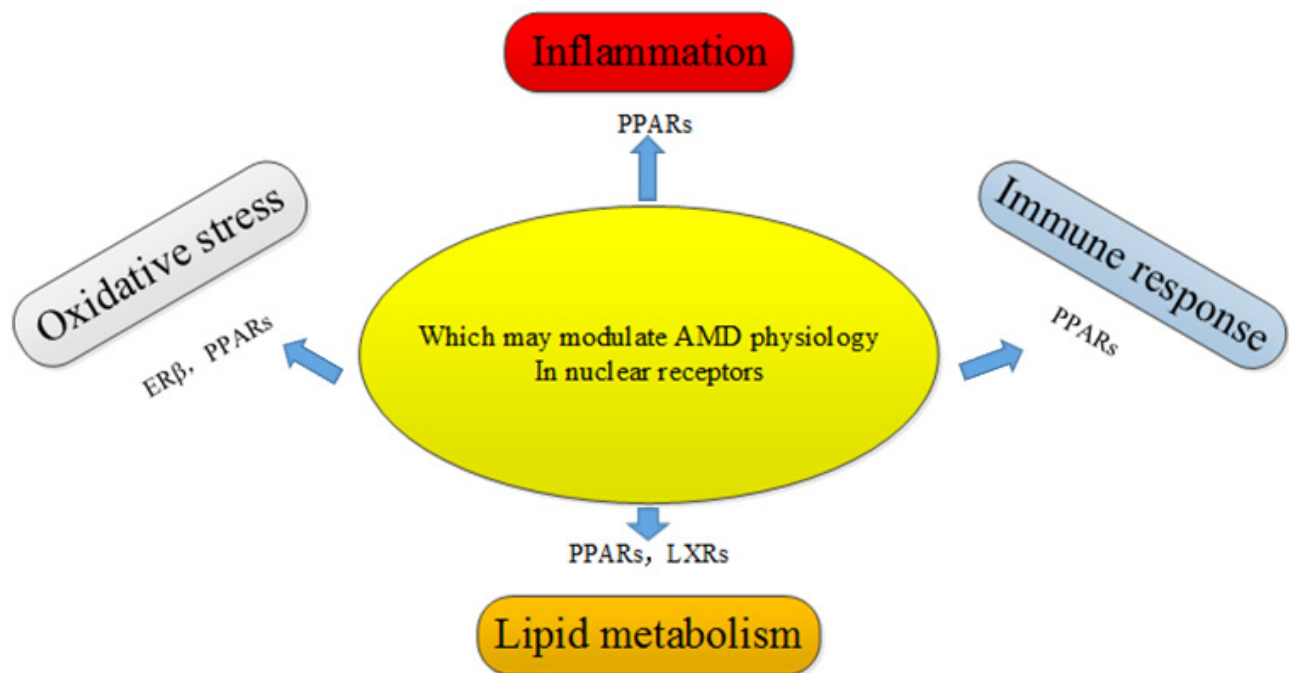 Inflammation
PPARs
Oxidative stress
ERβ, PPARs
Immune response
PPARs
Which may modulate AMD physiology
In nuclear receptors
PPARs, LXRs
Lipid metabolism